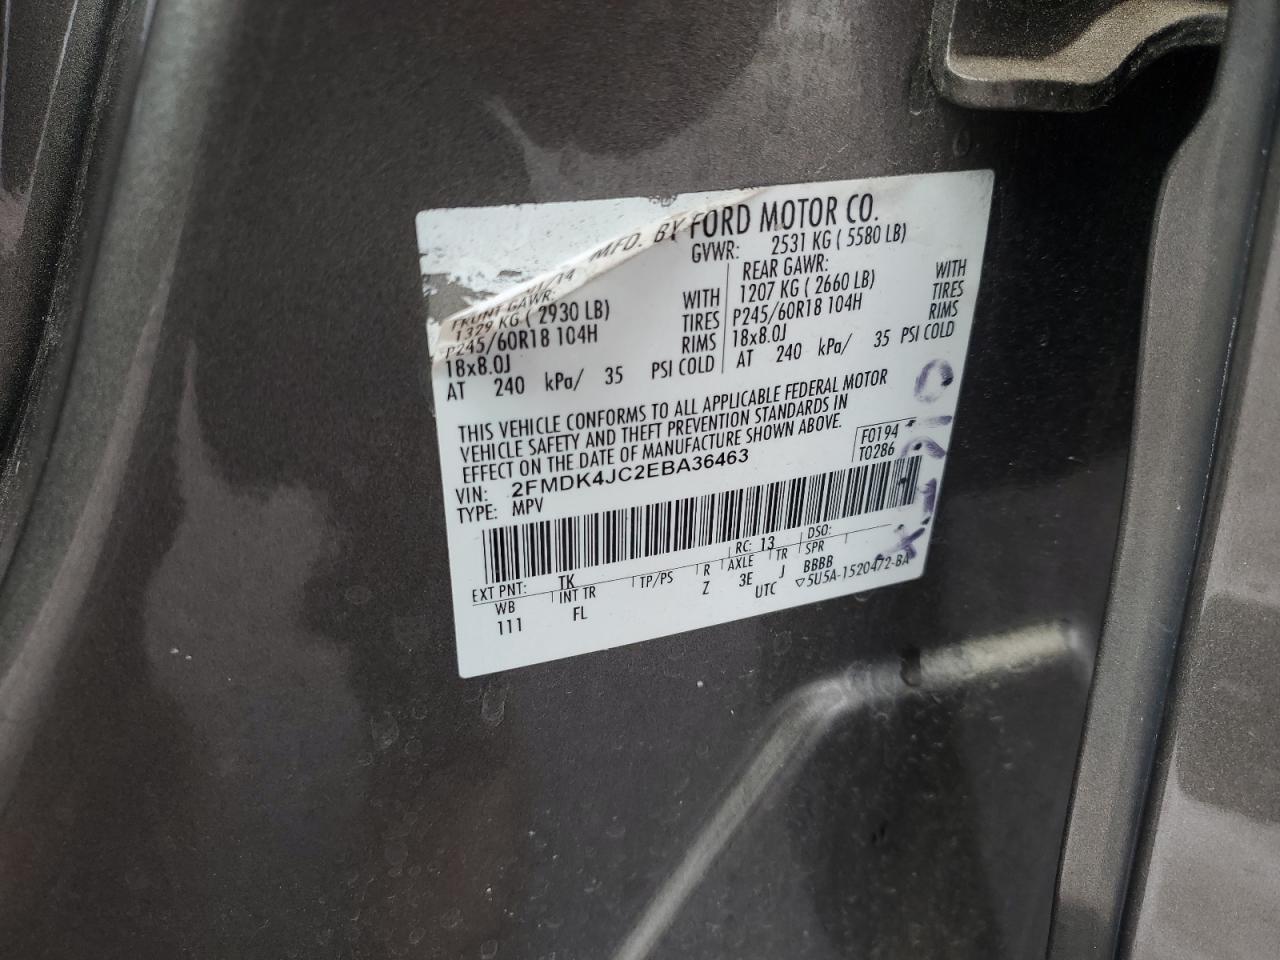 MFD. BY FORD MOTOR CO.
01/14 GVWR: 2531 KG ( 5580 LB)
FRONT GAWR: REAR GAWR:
1329 KG ( 2930 LB) WITH 1207 KG ( 2660 LB) WITH
P245/60R18 104H TIRES P245/60R18 104H TIRES
18x8.0J RIMS 18x8.0J RIMS
AT 240 kPa/ 35 PSI COLD AT 240 kPa/ 35 PSI COLD
THIS VEHICLE CONFORMS TO ALL APPLICABLE FEDERAL MOTOR
VEHICLE SAFETY AND THEFT PREVENTION STANDARDS IN
EFFECT ON THE DATE OF MANUFACTURE SHOWN ABOVE.
F0194
T0286
VIN: 2FMDK4JC2EBA36463
TYPE: MPV
EXT PNT: TK RC: 13 DSO:
WB INT TR TP/PS R AXLE TR SPR
111 FL Z 3E J BBBB
UTC ▽5U5A-1520472-BA